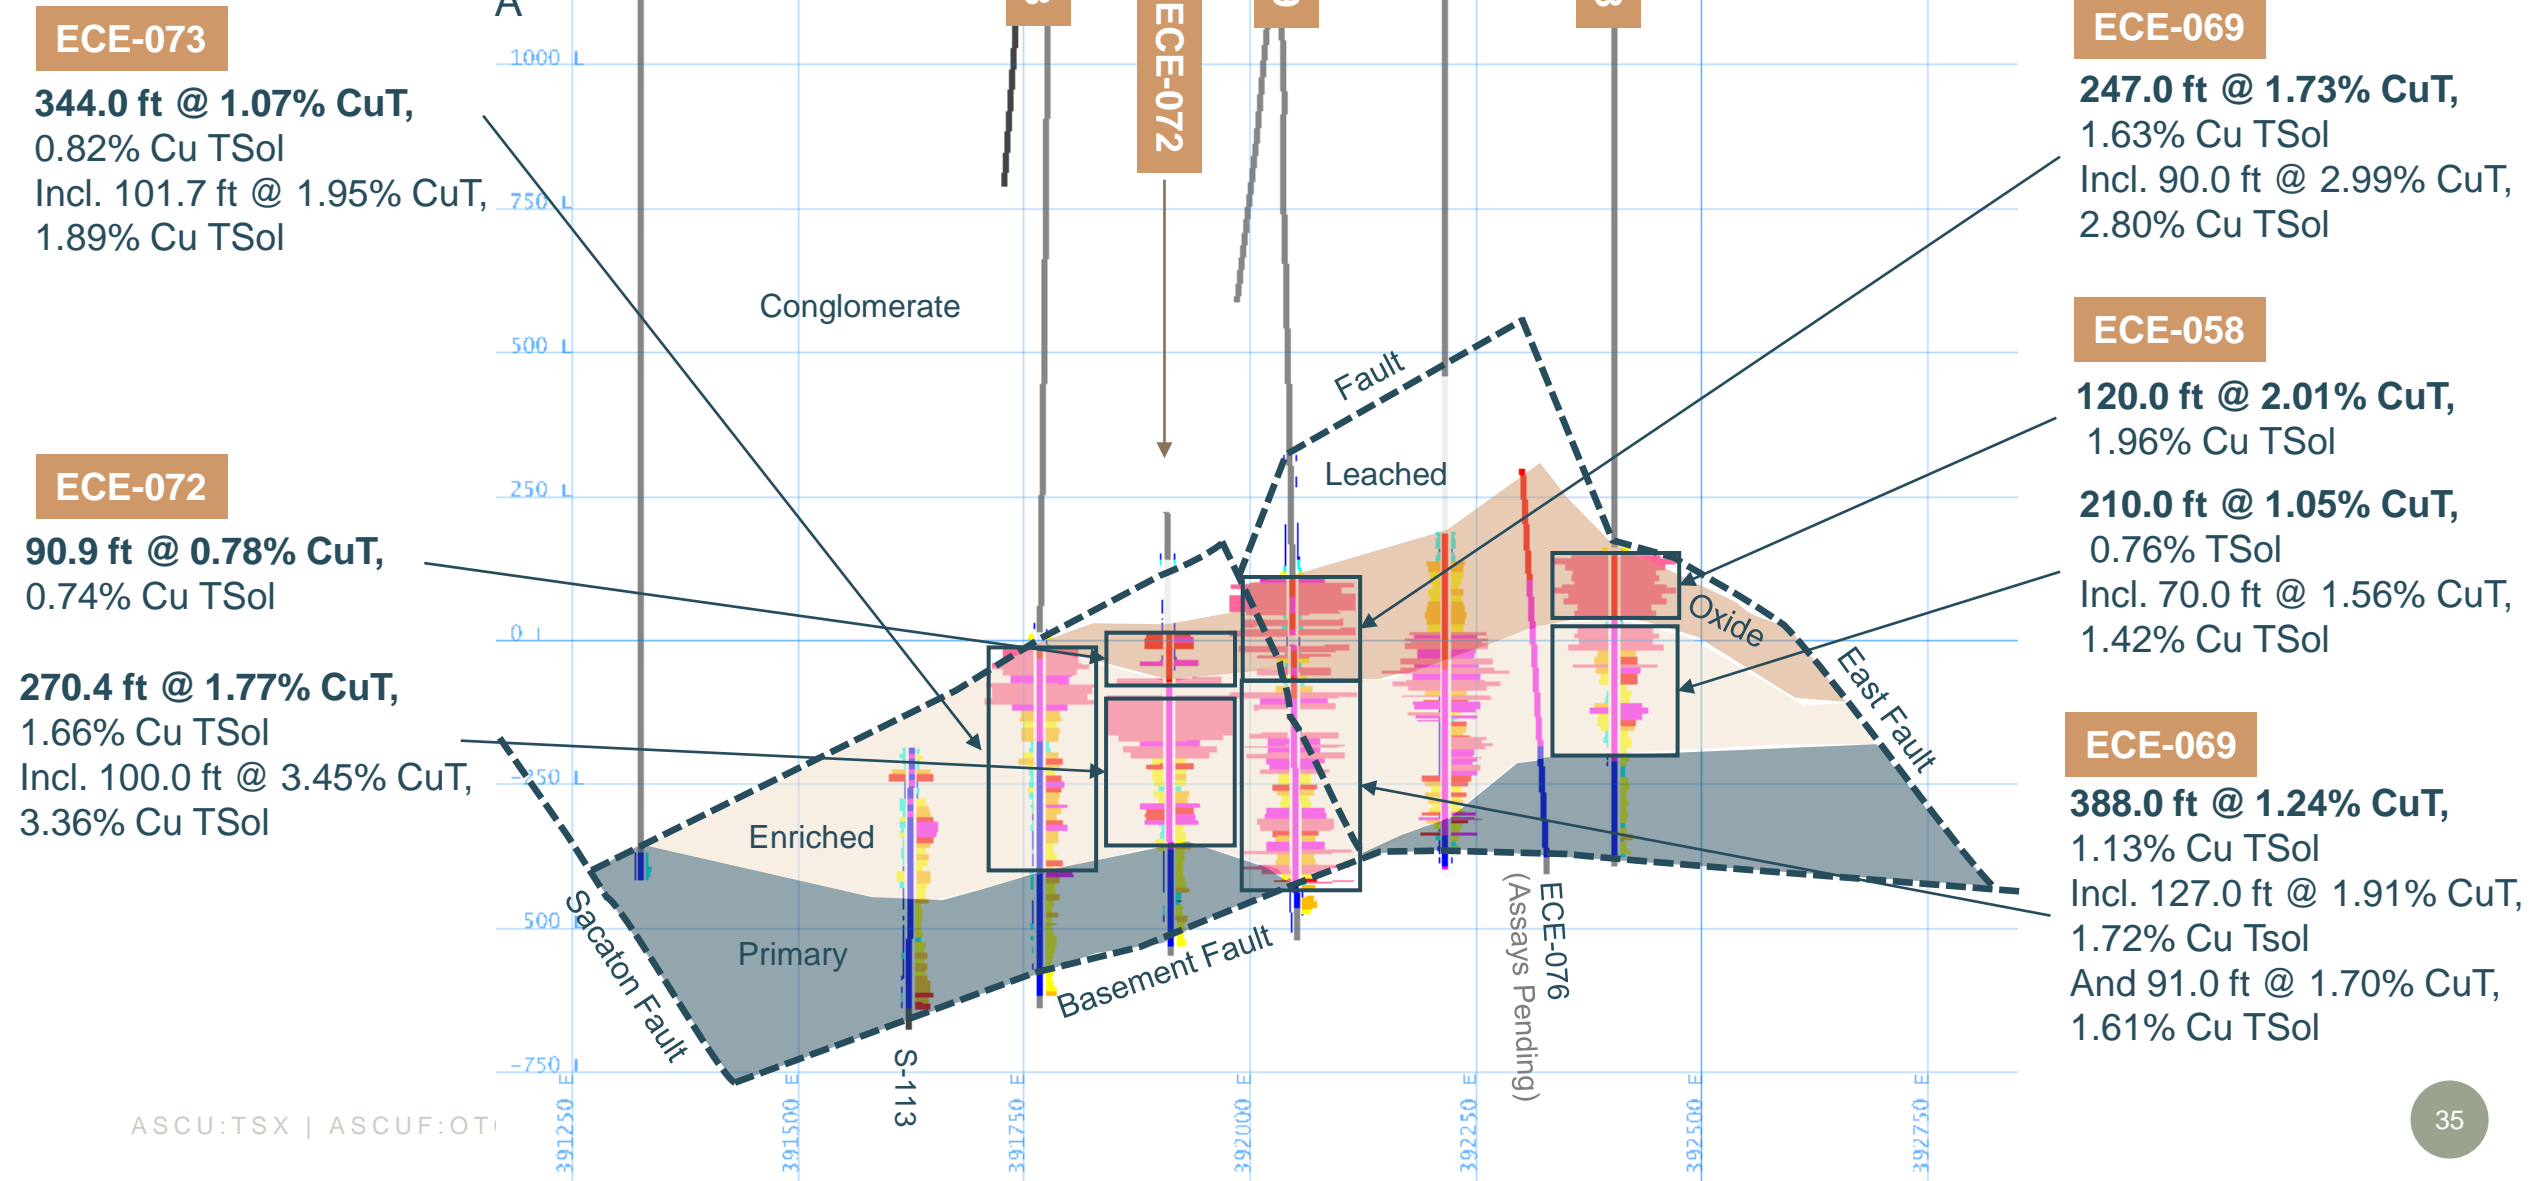 A
ECE-073
344.0 ft @ 1.07% CuT,
0.82% Cu TSol
Incl. 101.7 ft @ 1.95% CuT,
1.89% Cu TSol
ECE-072
90.9 ft @ 0.78% CuT,
0.74% Cu TSol
270.4 ft @ 1.77% CuT,
1.66% Cu TSol
Incl. 100.0 ft @ 3.45% CuT,
3.36% Cu TSol
1000 L
750 L
500 L
250 L
0 L
-250 L
500 L
-750 L
ECE-072
Conglomerate
Fault
Leached
Oxide
East Fault
Enriched
Primary
Sacaton Fault
Basement Fault
S-113
ECE-076
(Assays Pending)
391250 E
391500 E
391750 E
392000 E
392250 E
392500 E
392750 E
ECE-069
247.0 ft @ 1.73% CuT,
1.63% Cu TSol
Incl. 90.0 ft @ 2.99% CuT,
2.80% Cu TSol
ECE-058
120.0 ft @ 2.01% CuT,
1.96% Cu TSol
210.0 ft @ 1.05% CuT,
0.76% TSol
Incl. 70.0 ft @ 1.56% CuT,
1.42% Cu TSol
ECE-069
388.0 ft @ 1.24% CuT,
1.13% Cu TSol
Incl. 127.0 ft @ 1.91% CuT,
1.72% Cu Tsol
And 91.0 ft @ 1.70% CuT,
1.61% Cu TSol
ASCU:TSX | ASCUF:OT
35